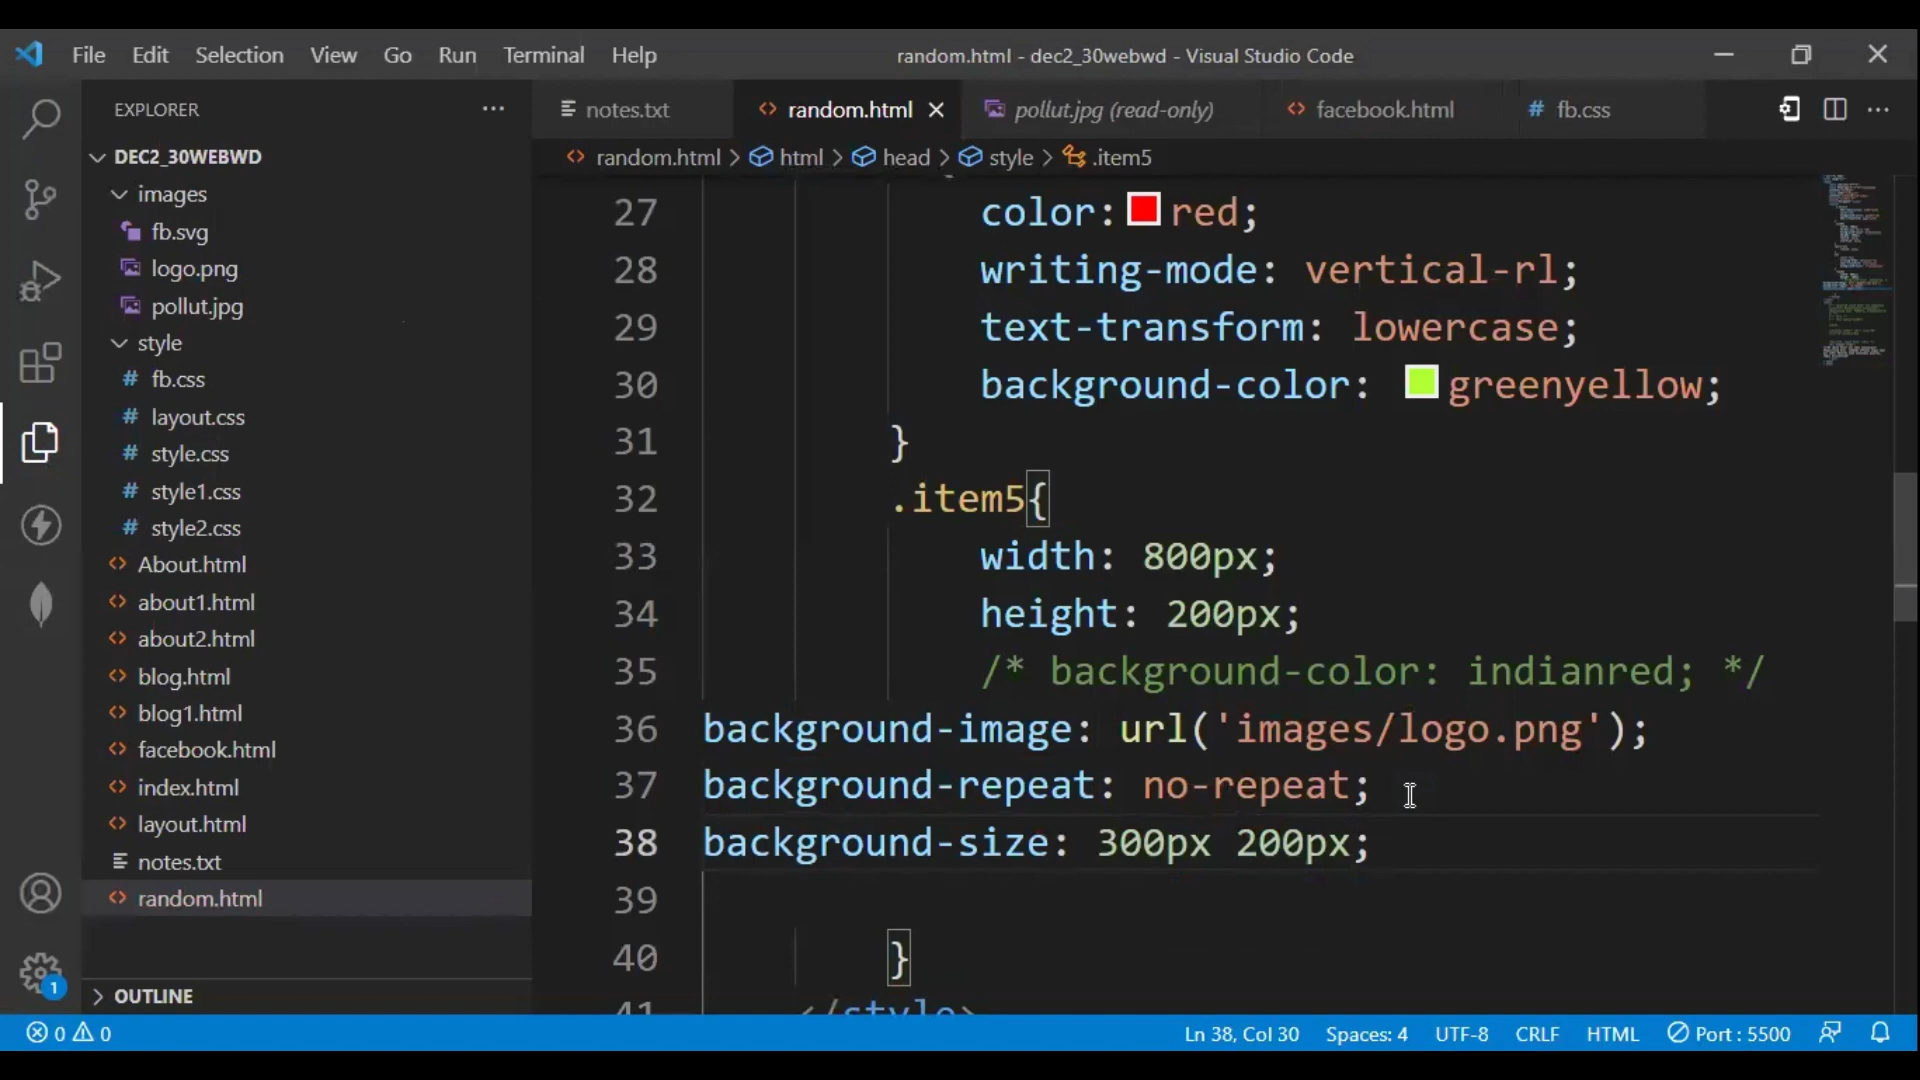 File Edit Selection View Go Run Terminal Help random.html - dec2_30webwd - Visual Studio Code
EXPLORER
DEC2_30WEBWD
images
fb.svg
logo.png
pollut.jpg
style
fb.css
layout.css
style.css
style1.css
style2.css
About.html
about1.html
about2.html
blog.html
blog1.html
facebook.html
index.html
layout.html
notes.txt
random.html
OUTLINE
notes.txt random.html pollut.jpg (read-only) facebook.html # fb.css
random.html > html > head > style > .item5
27 color: red;
28 writing-mode: vertical-rl;
29 text-transform: lowercase;
30 background-color: greenyellow;
31 }
32 .item5{
33 width: 800px;
34 height: 200px;
35 /* background-color: indianred; */
36 background-image: url('images/logo.png');
37 background-repeat: no-repeat;
38 background-size: 300px 200px;
39
40 }
41 </style>
1
0 0 Ln 38, Col 30 Spaces: 4 UTF-8 CRLF HTML Port : 5500